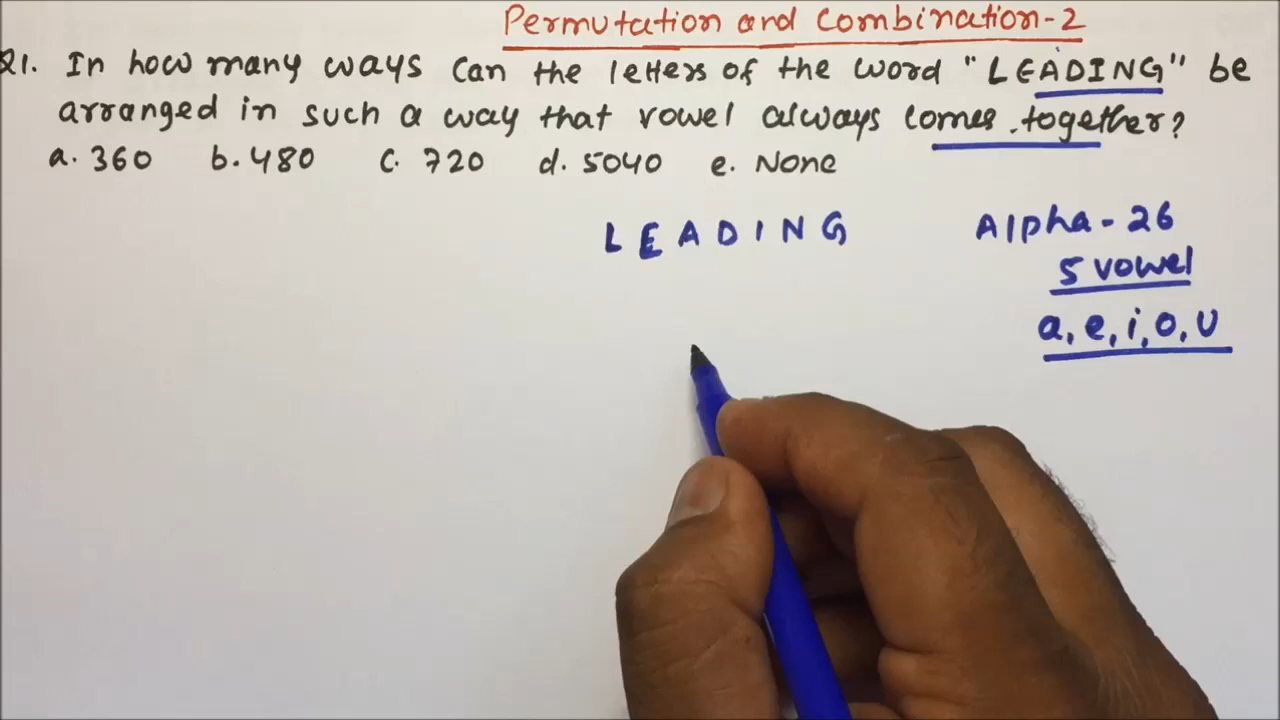 Permutation and Combination-2
Q1. In how many ways can the letters of the word "LEADING" be
arranged in such a way that vowel always comes together?
a. 360 b. 480 c. 720 d. 5040 e. None
LEADING
Alpha - 26
5 vowel
a, e, i, o, U